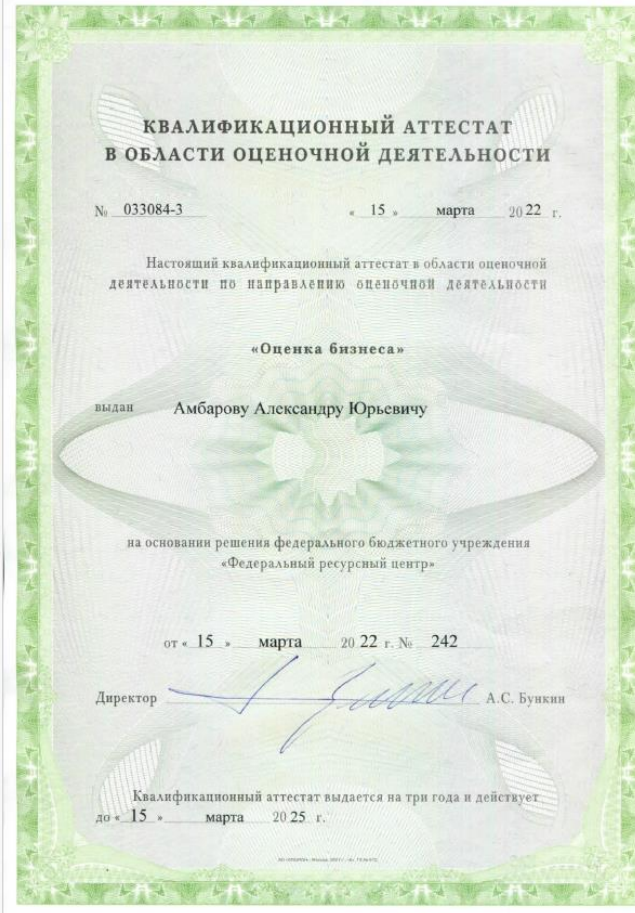 КВАЛИФИКАЦИОННЫЙ АТТЕСТАТ
В ОБЛАСТИ ОЦЕНОЧНОЙ ДЕЯТЕЛЬНОСТИ
№ 033084-3 « 15 » марта 20 22 г.
Настоящий квалификационный аттестат в области оценочной
деятельности по направлению оценочной деятельности
«Оценка бизнеса»
выдан Амбарову Александру Юрьевичу
на основании решения федерального бюджетного учреждения
«Федеральный ресурсный центр»
от « 15 » марта 20 22 г. № 242
Директор А.С. Бункин
Квалификационный аттестат выдается на три года и действует
до « 15 » марта 20 25 г.